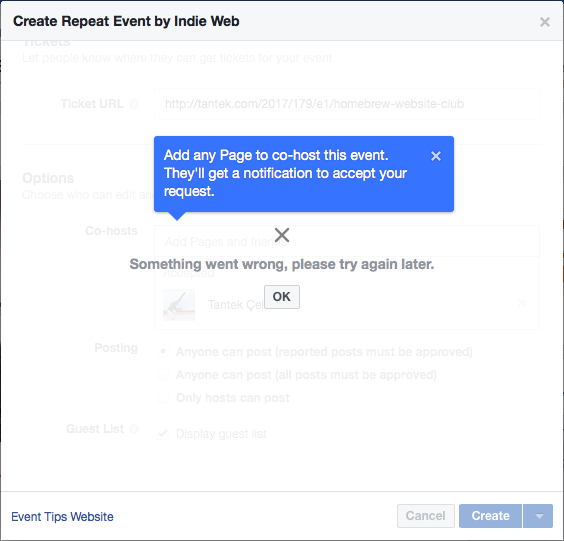 Create Repeat Event by Indie Web
Tickets
Let people know where they can get tickets for your event
Ticket URL
http://tantek.com/2017/179/e1/homebrew-website-club
Add any Page to co-host this event.
They'll get a notification to accept your
request.
Options
Choose who can edit an
Co-hosts
Add Pages and friends
Something went wrong, please try again later.
OK
Tantek Çel
Posting
Anyone can post (reported posts must be approved)
Anyone can post (all posts must be approved)
Only hosts can post
Guest List
Display guest list
Event Tips Website
Cancel
Create